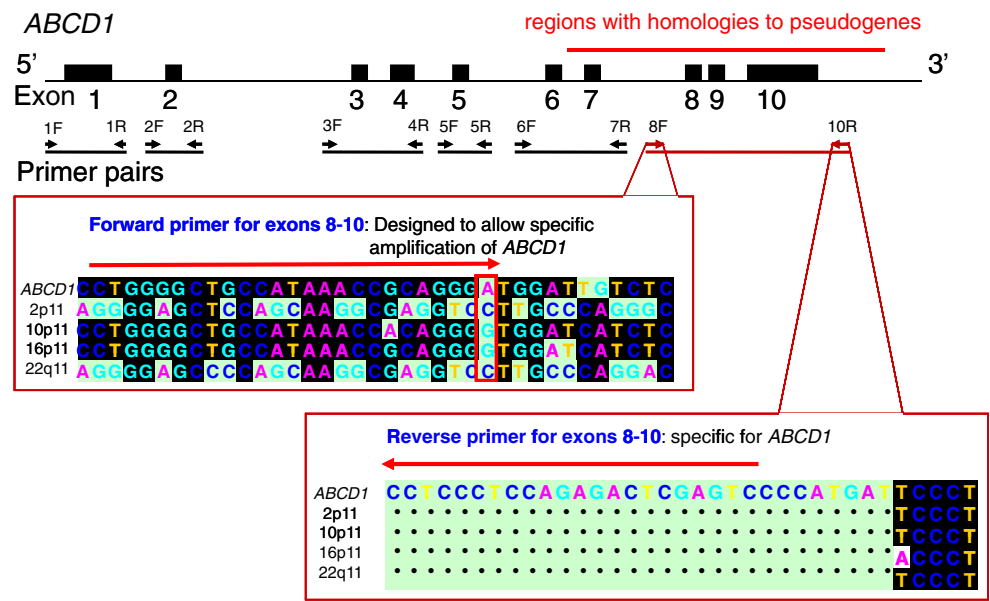 ABCD1
regions with homologies to pseudogenes
5’ 3’
Exon 1 2 3 4 5 6 7 8 9 10
1F 1R 2F 2R 3F 4R 5F 5R 6F 7R 8F 10R
Primer pairs
Forward primer for exons 8-10: Designed to allow specific
amplification of ABCD1
ABCD1 CCTGGGGCTGCCATAAACCGCAGGGATGGATTGTCTC
2p11 AGGGGAGCTCCAGCAAGGCGAGGTCCTTGCCCAGGGC
10p11 CCTGGGGCTGCCATAAACCACAGGGGTGGATCATCTC
16p11 CCTGGGGCTGCCATAAACCGCAGGGGTGGATCATCTC
22q11 AGGGGAGCCCCAGCAAGGCGAGGTCCTTGCCCAGGAC
Reverse primer for exons 8-10: specific for ABCD1
ABCD1 CCTCCCTCCAGAGACTCGAGTCCCCATGATTCCCT
2p11 ..............................TCCCT
10p11 ..............................TCCCT
16p11 ..............................ACCCT
22q11 ..............................TCCCT